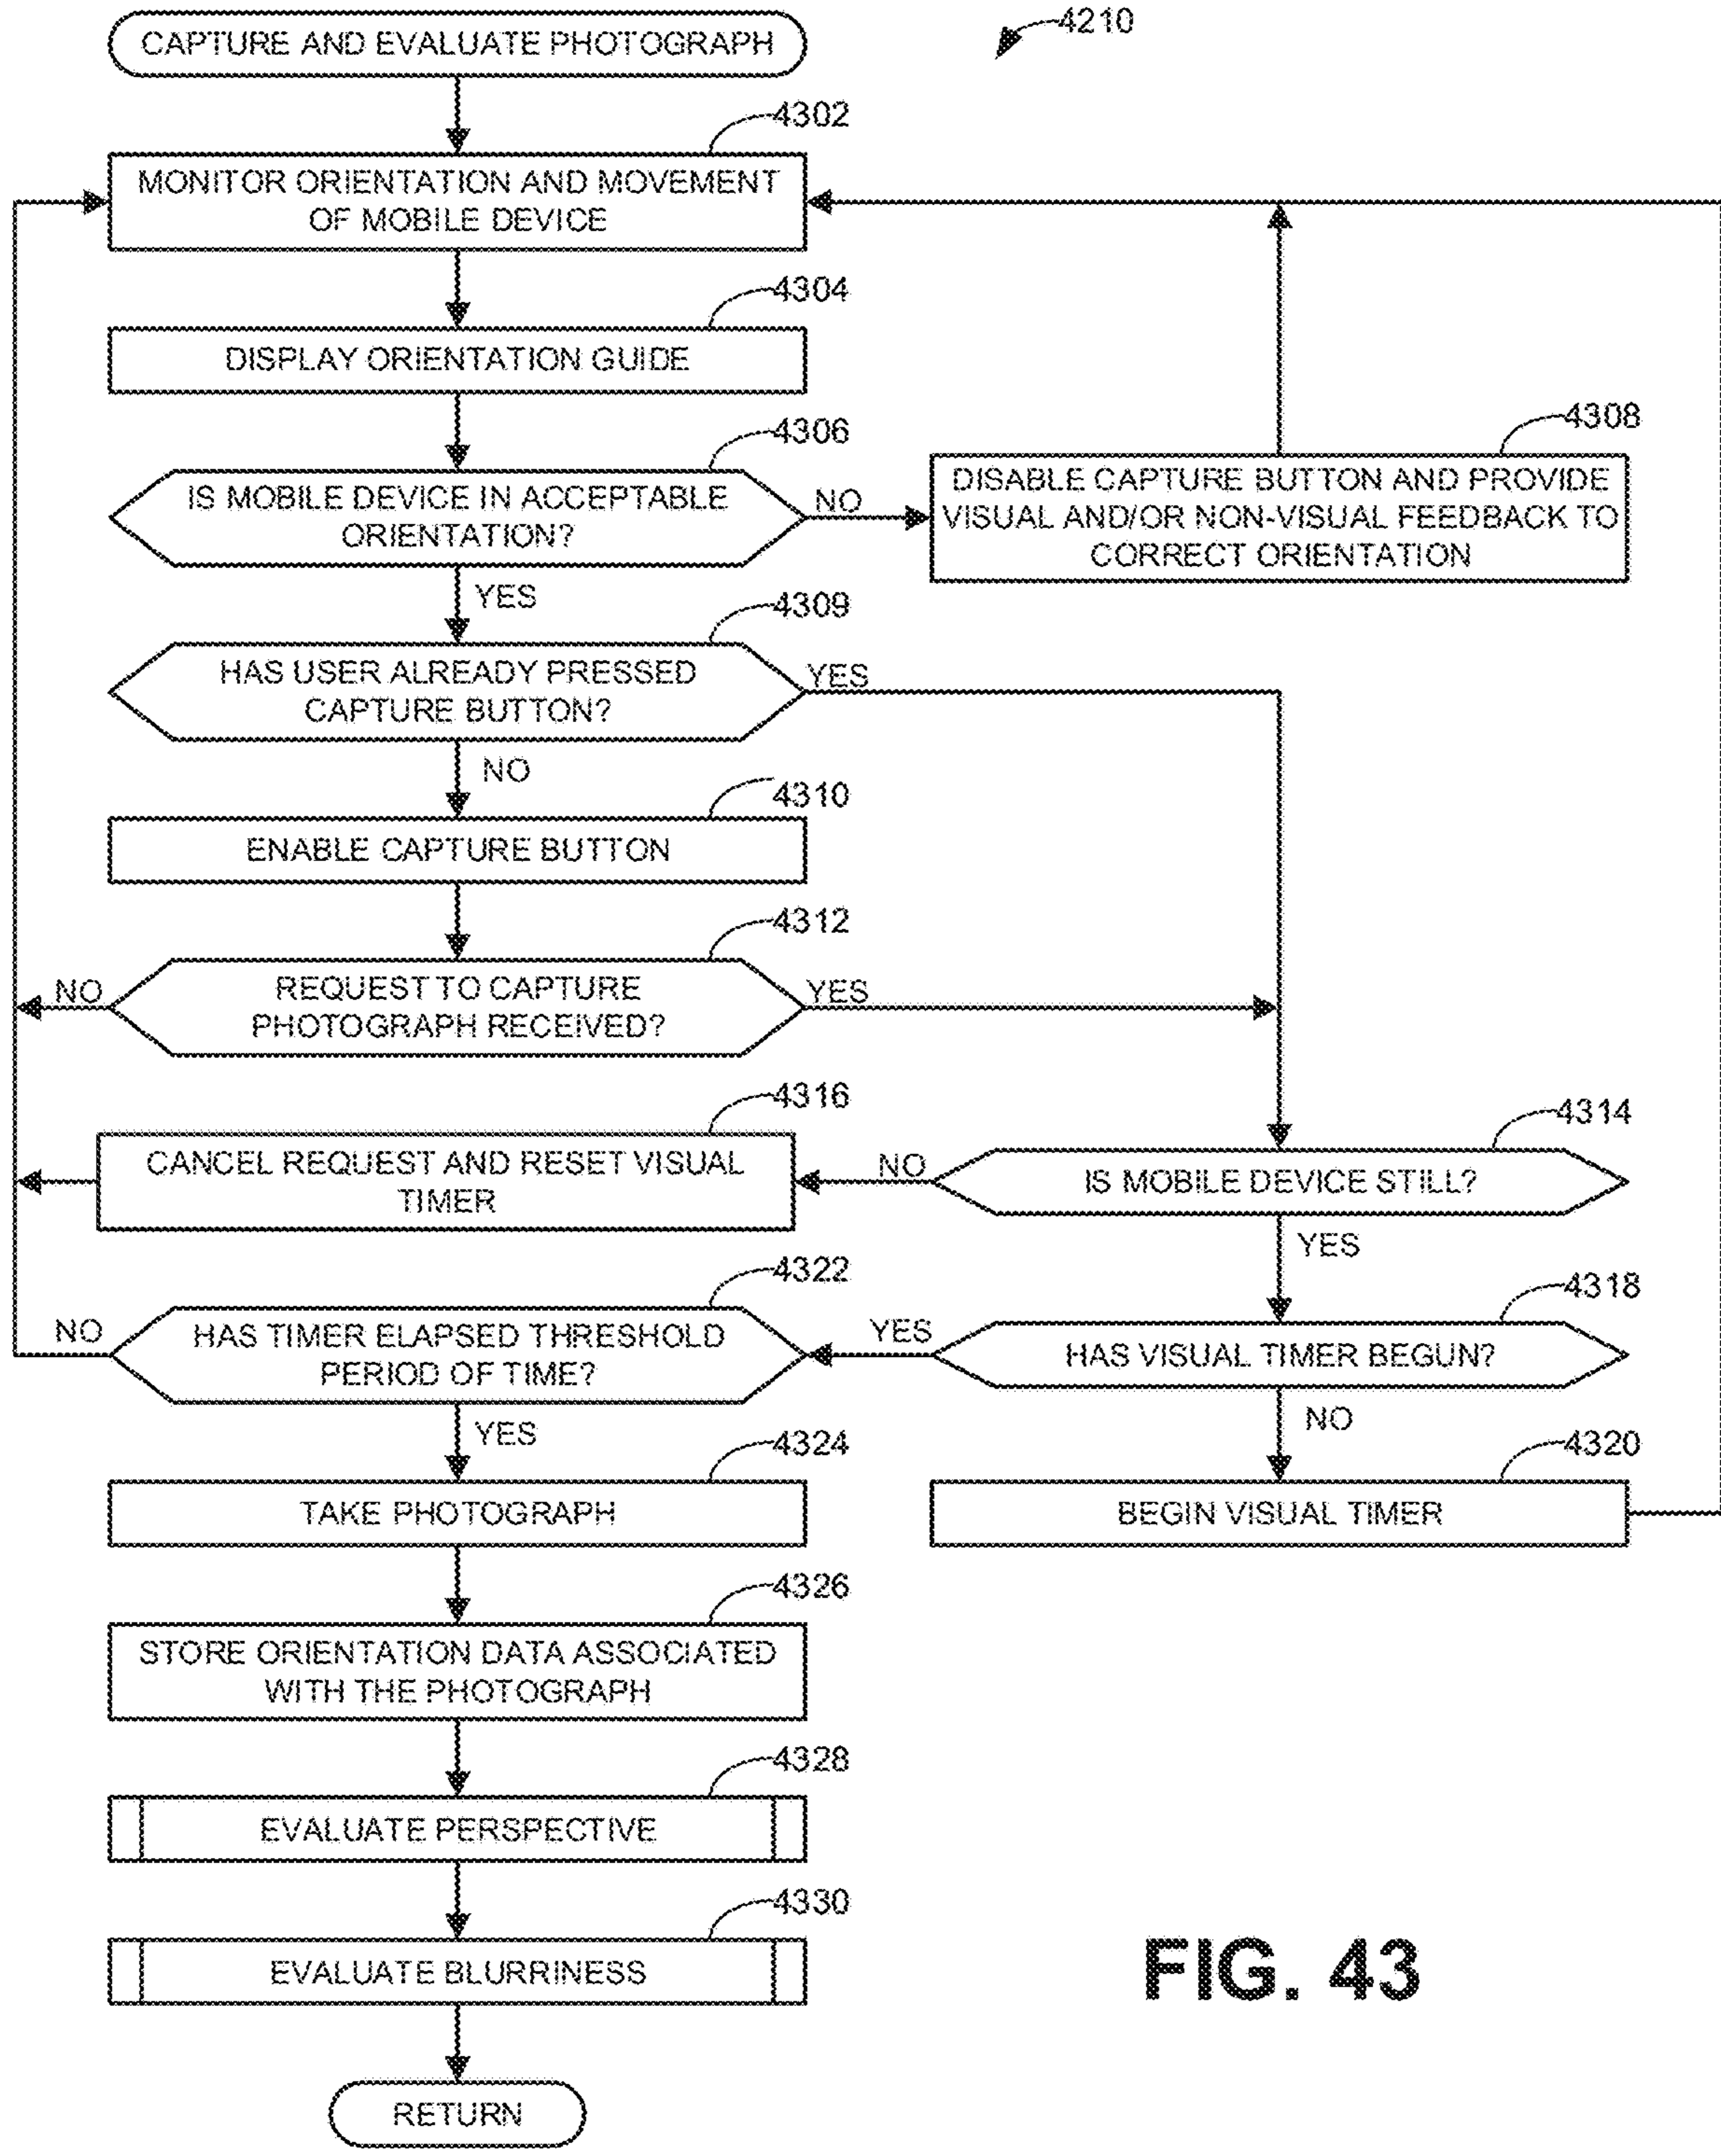 CAPTURE AND EVALUATE PHOTOGRAPH
4210
4302
MONITOR ORIENTATION AND MOVEMENT
OF MOBILE DEVICE
4304
DISPLAY ORIENTATION GUIDE
4306
IS MOBILE DEVICE IN ACCEPTABLE
ORIENTATION?
NO
4308
DISABLE CAPTURE BUTTON AND PROVIDE
VISUAL AND/OR NON-VISUAL FEEDBACK TO
CORRECT ORIENTATION
YES
4309
HAS USER ALREADY PRESSED
CAPTURE BUTTON?
YES
NO
4310
ENABLE CAPTURE BUTTON
4312
NO
REQUEST TO CAPTURE
PHOTOGRAPH RECEIVED?
YES
4316
CANCEL REQUEST AND RESET VISUAL
TIMER
NO
4314
IS MOBILE DEVICE STILL?
YES
4322
NO
HAS TIMER ELAPSED THRESHOLD
PERIOD OF TIME?
YES
4318
HAS VISUAL TIMER BEGUN?
NO
YES
4324
TAKE PHOTOGRAPH
4320
BEGIN VISUAL TIMER
4326
STORE ORIENTATION DATA ASSOCIATED
WITH THE PHOTOGRAPH
4328
EVALUATE PERSPECTIVE
4330
EVALUATE BLURRINESS
RETURN
FIG. 43